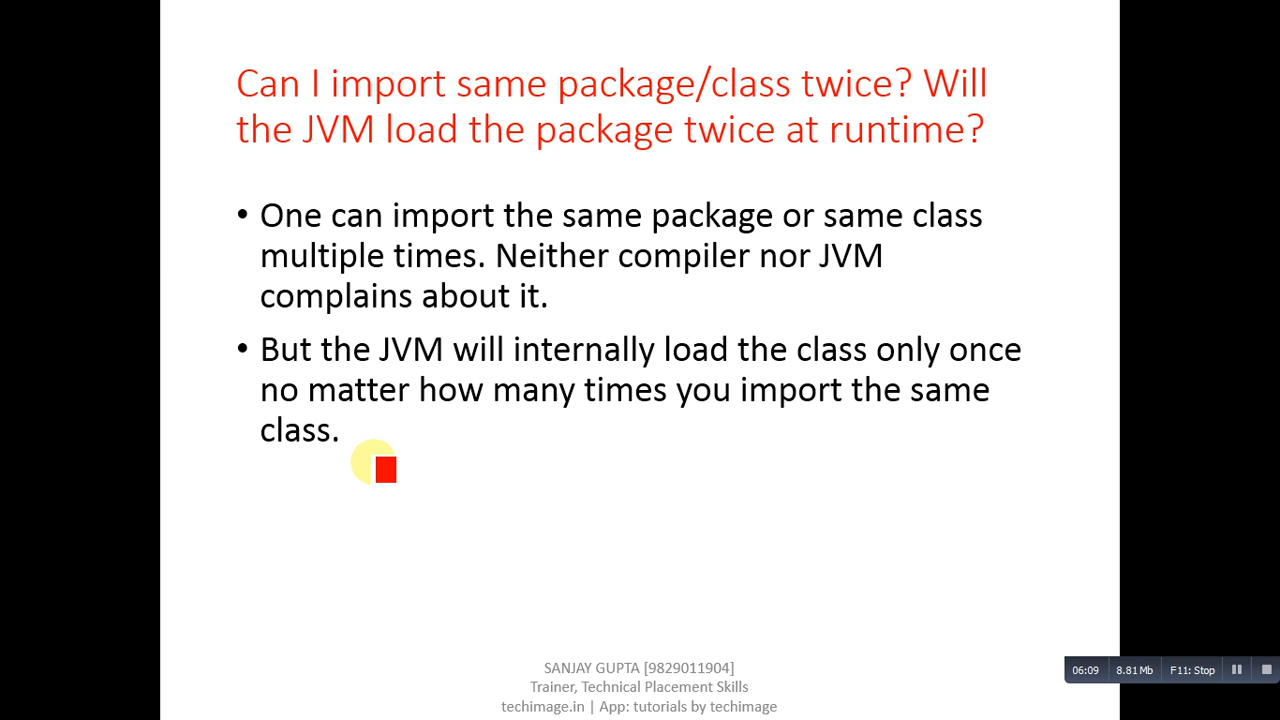 Can I import same package/class twice? Will
the JVM load the package twice at runtime?
• One can import the same package or same class
multiple times. Neither compiler nor JVM
complains about it.
• But the JVM will internally load the class only once
no matter how many times you import the same
class.
SANJAY GUPTA [9829011904]
Trainer, Technical Placement Skills
techimage.in | App: tutorials by techimage
06:09 8.81 Mb F11: Stop